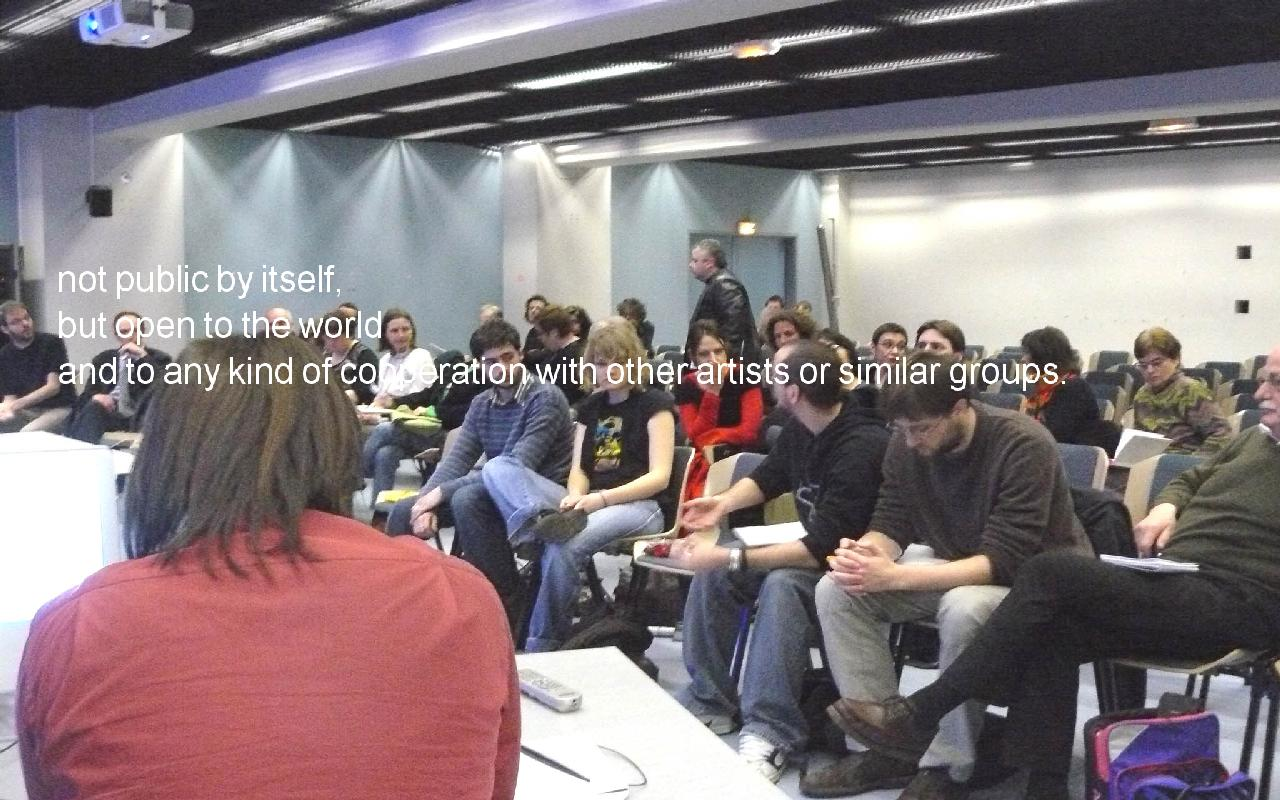 not public by itself,
but open to the world
and to any kind of cooperation with other artists or similar groups.